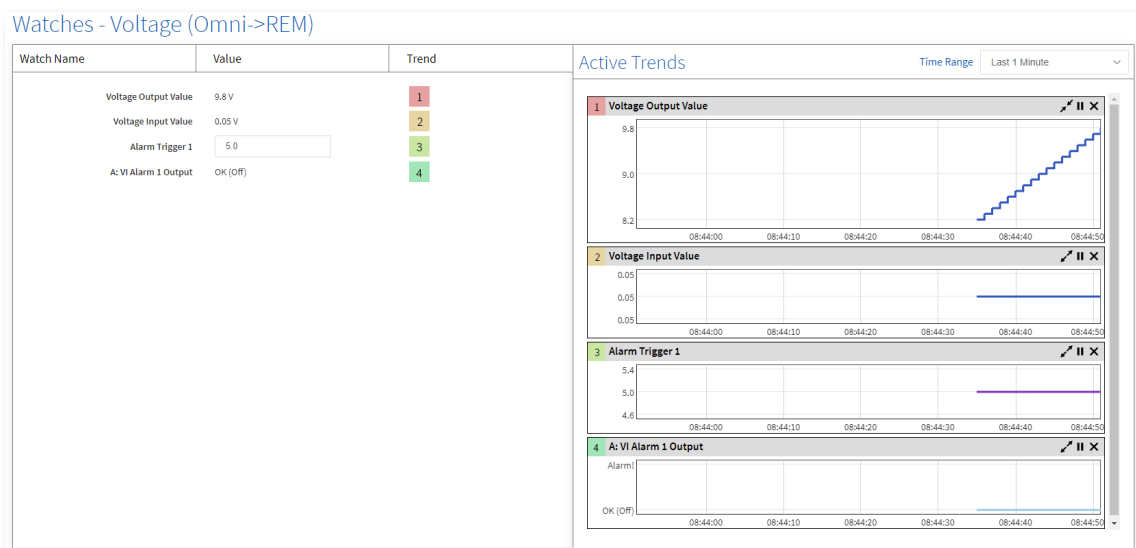 Watches - Voltage (Omni->REM)
Watch Name Value Trend
Voltage Output Value 9.8 V 1
Voltage Input Value 0.05 V 2
Alarm Trigger 1 5.0 3
A: VI Alarm 1 Output OK (Off) 4
Active Trends Time Range Last 1 Minute
1 Voltage Output Value
9.8
9.0
8.2
08:44:00 08:44:10 08:44:20 08:44:30 08:44:40 08:44:50
2 Voltage Input Value
0.05
0.05
0.05
08:44:00 08:44:10 08:44:20 08:44:30 08:44:40 08:44:50
3 Alarm Trigger 1
5.4
5.0
4.6
08:44:00 08:44:10 08:44:20 08:44:30 08:44:40 08:44:50
4 A: VI Alarm 1 Output
Alarm!
OK (Off)
08:44:00 08:44:10 08:44:20 08:44:30 08:44:40 08:44:50